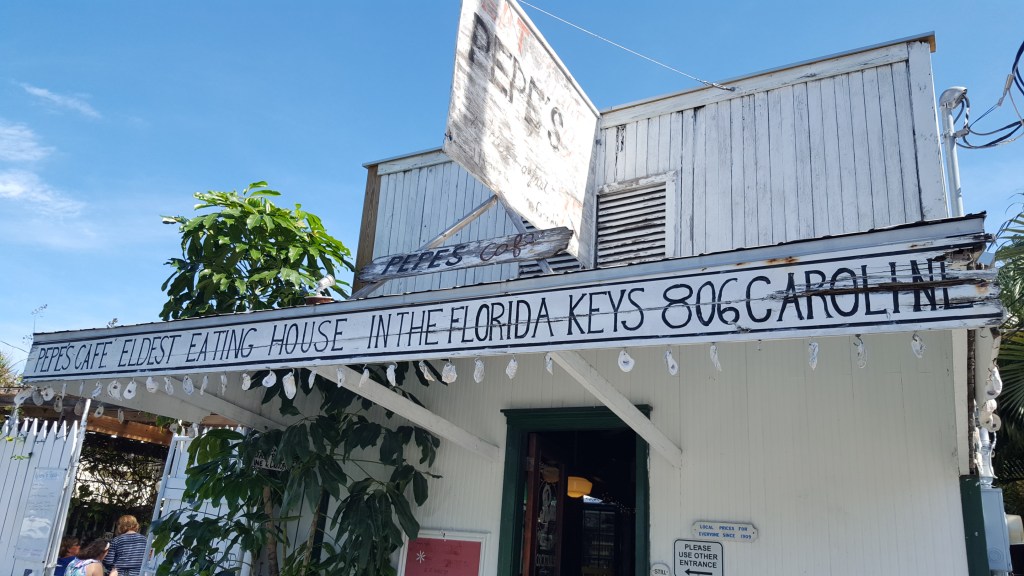 PEPE'S
PEPE'S Cafe
PEPES CAFE ELDEST EATING HOUSE IN THE FLORIDA KEYS 806 CAROLINE
LOCAL PRICES FOR
EVERYONE SINCE 1909
PLEASE
USE OTHER
ENTRANCE